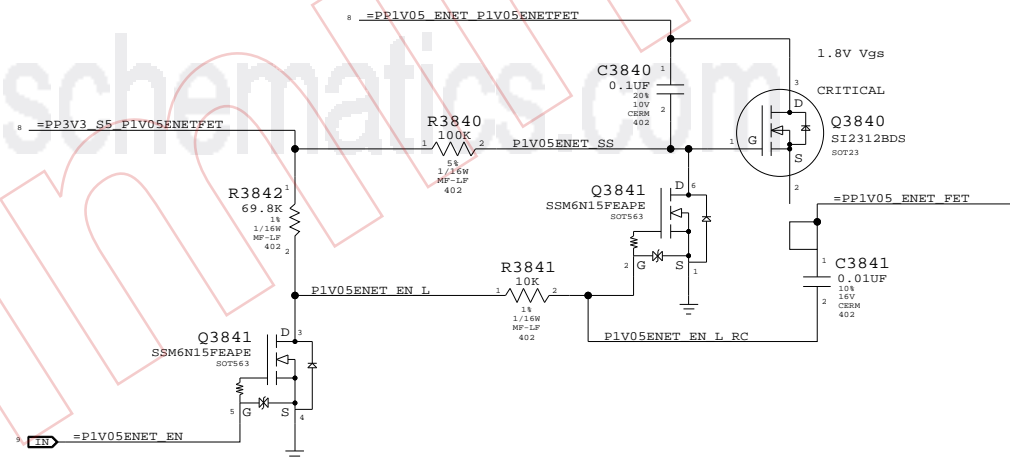 8 =PP1V05_ENET_P1V05ENETFET
1.8V Vgs
C3840 1
0.1UF
20%
10V
CERM
402
2
3
D
CRITICAL
Q3840
SI2312BDS
SOT23
1 G
S
2
schematics.com
8 =PP3V3_S5_P1V05ENETFET
R3840
100K
1 2
5%
1/16W
MF-LF
402
P1V05ENET_SS
R3842 1
69.8K
1%
1/16W
MF-LF
402
2
Q3841
SSM6N15FEAPE
SOT563
D 6
2 G S 1
=PP1V05_ENET_FET
C3841
0.01UF
10%
16V
CERM
402
1
2
P1V05ENET_EN_L
R3841
10K
1 2
1%
1/16W
MF-LF
402
P1V05ENET_EN_L_RC
Q3841
SSM6N15FEAPE
SOT563
D 3
5 G S 4
9 IN =P1V05ENET_EN